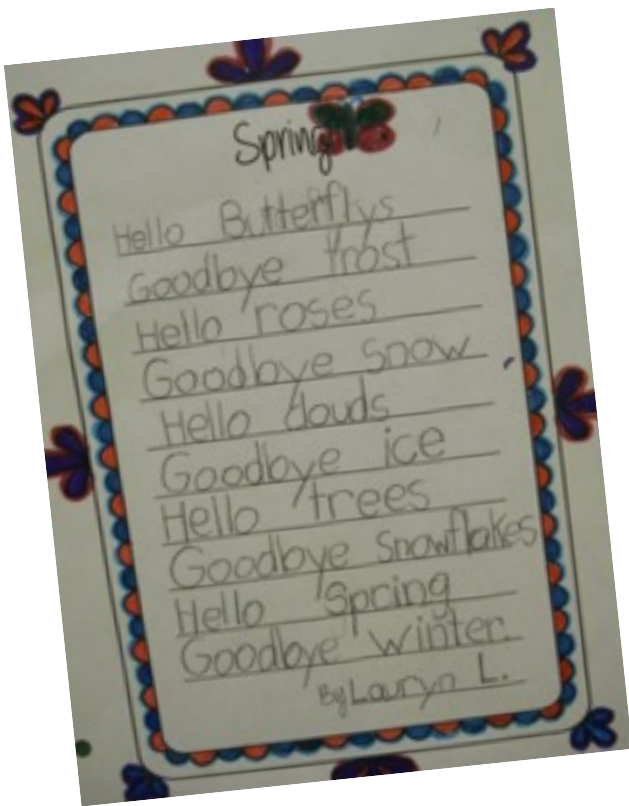 Spring
Hello Butterflys
Goodbye frost
Hello roses
Goodbye snow
Hello clouds
Goodbye ice
Hello trees
Goodbye snowflakes
Hello Spring
Goodbye winter.
By Lauryn L.